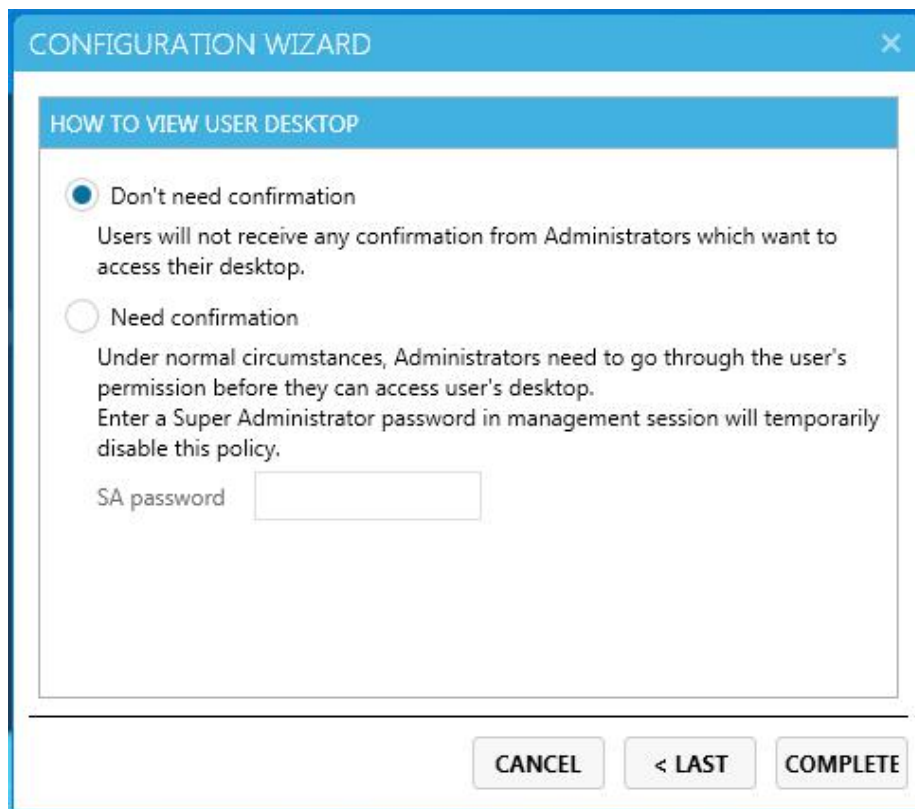 CONFIGURATION WIZARD
HOW TO VIEW USER DESKTOP
Don't need confirmation
Users will not receive any confirmation from Administrators which want to
access their desktop.
Need confirmation
Under normal circumstances, Administrators need to go through the user's
permission before they can access user's desktop.
Enter a Super Administrator password in management session will temporarily
disable this policy.
SA password
CANCEL
< LAST
COMPLETE